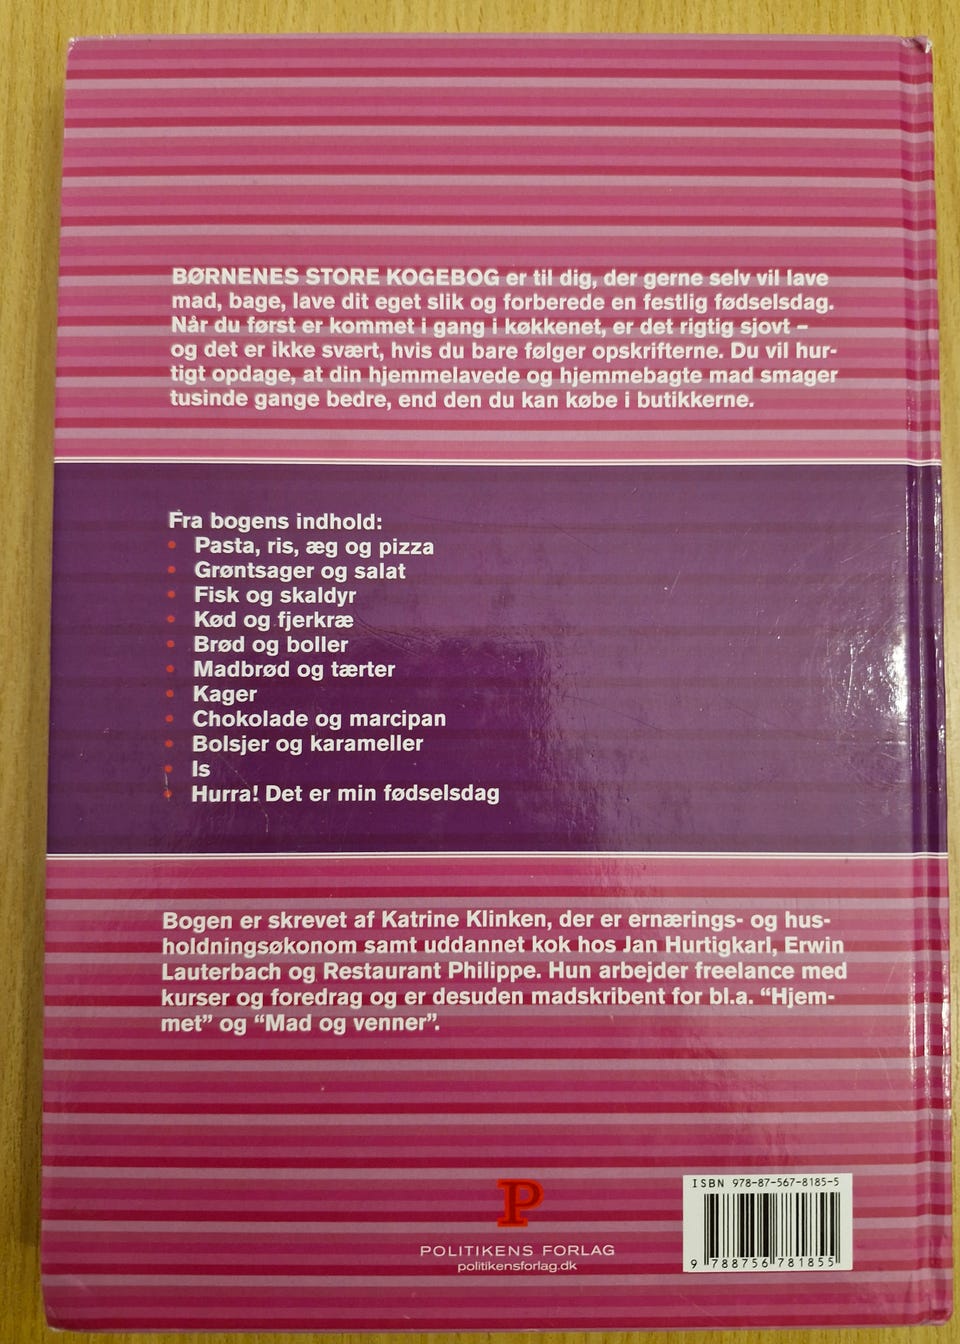 BØRNENES STORE KOGEBOG er til dig, der gerne selv vil lave
mad, bage, lave dit eget slik og forberede en festlig fødselsdag.
Når du først er kommet i gang i køkkenet, er det rigtig sjovt –
og det er ikke svært, hvis du bare følger opskrifterne. Du vil hur-
tigt opdage, at din hjemmelavede og hjemmebagte mad smager
tusinde gange bedre, end den du kan købe i butikkerne.
Fra bogens indhold:
• Pasta, ris, æg og pizza
• Grøntsager og salat
• Fisk og skaldyr
• Kød og fjerkræ
• Brød og boller
• Madbrød og tærter
• Kager
• Chokolade og marcipan
• Bolsjer og karameller
• Is
• Hurra! Det er min fødselsdag
Bogen er skrevet af Katrine Klinken, der er ernærings- og hus-
holdningsøkonom samt uddannet kok hos Jan Hurtigkarl, Erwin
Lauterbach og Restaurant Philippe. Hun arbejder freelance med
kurser og foredrag og er desuden madskribent for bl.a. “Hjem-
met” og “Mad og venner”.
P
POLITIKENS FORLAG
politikensforlag.dk
ISBN 978-87-567-8185-5
9 788756 781855